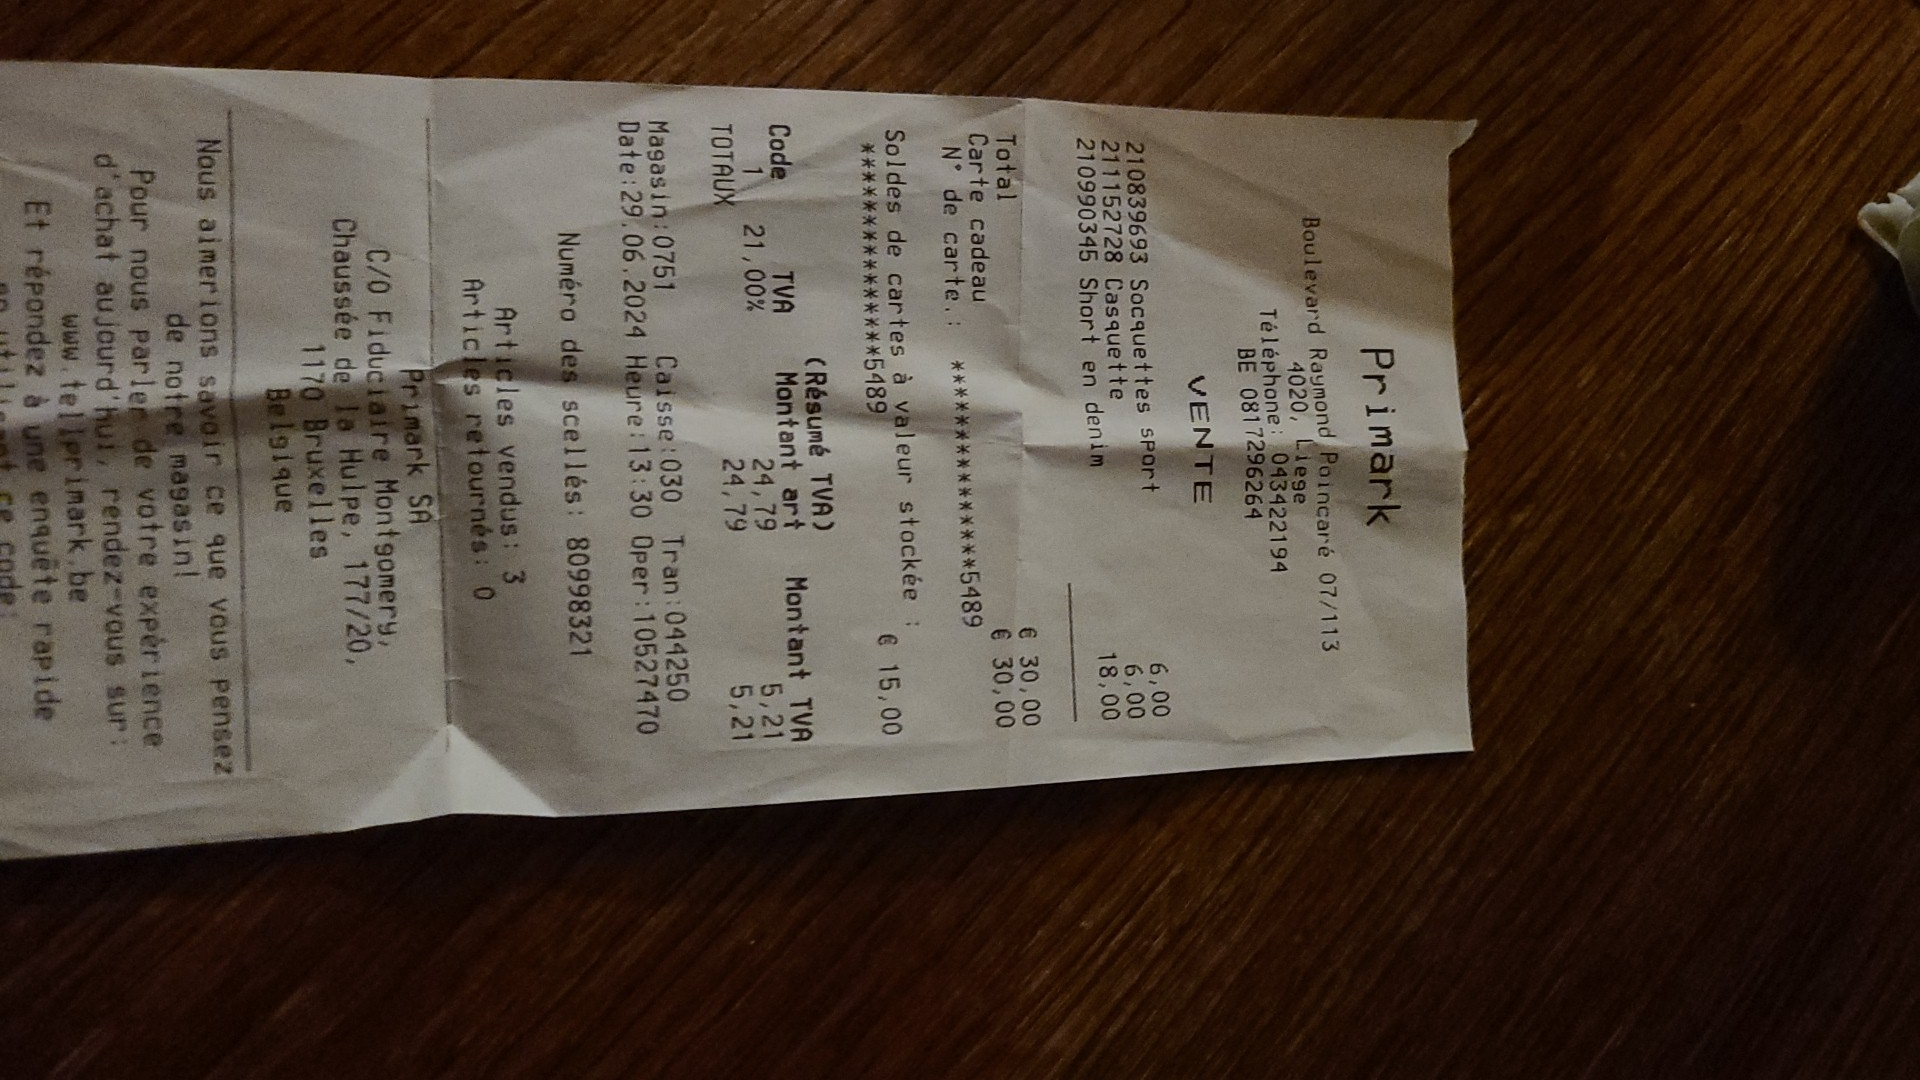 Primark
Boulevard Raymond Poincaré 07/113
4020, Liege
Téléphone: 043422194
BE 0817296264
VENTE
210839693 Socquettes sport 6,00
211152728 Casquette 6,00
210990345 Short en denim 18,00
Total € 30,00
Carte cadeau € 30,00
N° de carte.: ***************5489
Soldes de cartes à valeur stockée :
***************5489 € 15,00
(Résumé TVA)
Code TVA Montant art Montant TVA
1 21,00% 24,79 5,21
TOTAUX 24,79 5,21
Magasin:0751 Caisse:030 Tran:044250
Date:29.06.2024 Heure:13:30 Oper:10527470
Numéro des scellés: 80998321
Articles vendus: 3
Articles retournés: 0
Primark SA
C/O Fiduciaire Montgomery,
Chaussée de la Hulpe, 177/20,
1170 Bruxelles
Belgique
Nous aimerions savoir ce que vous pensez
de notre magasin!
Pour nous parler de votre expérience
d'achat aujourd'hui, rendez-vous sur:
www.tellprimark.be
Et répondez à une enquête rapide
en utilisant ce code: